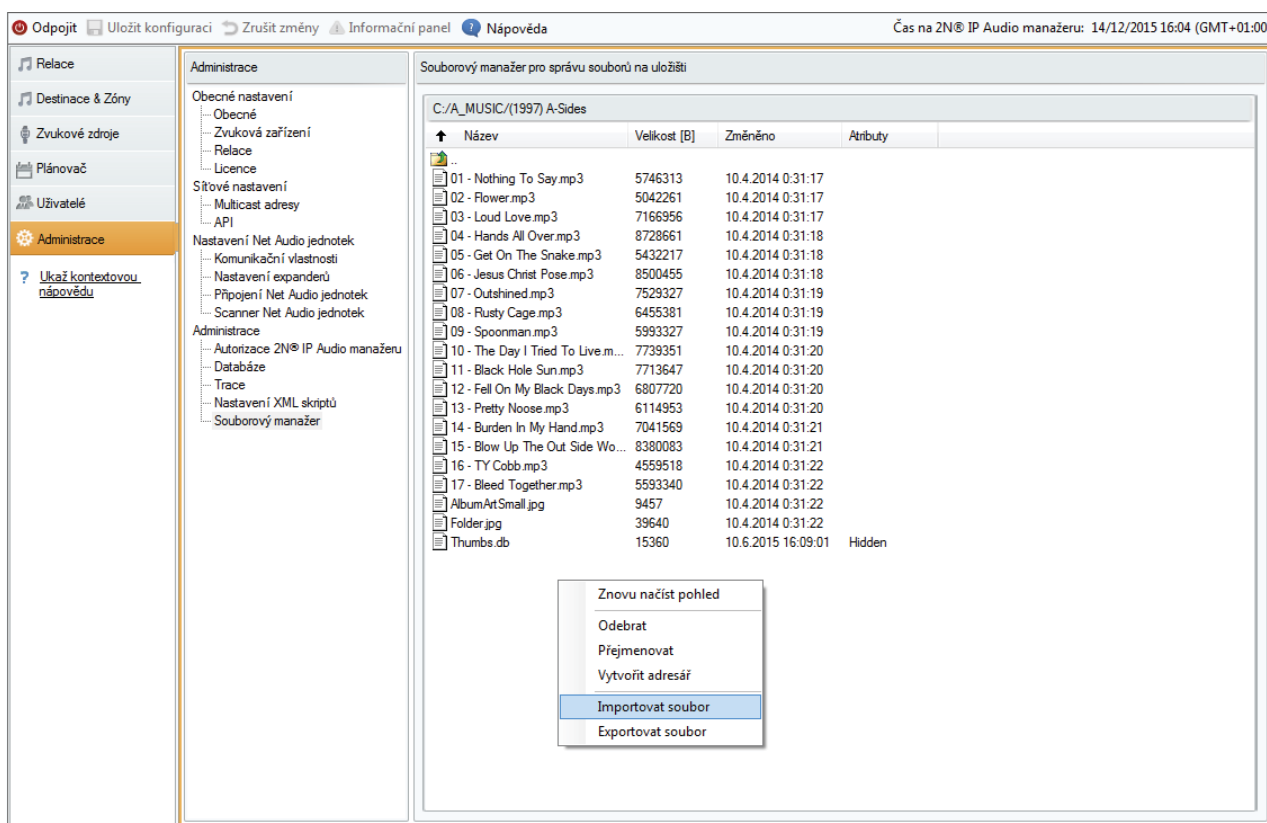 Odpojit Uložit konfiguraci Zrušit změny Informační panel Nápověda Čas na 2N® IP Audio manažeru: 14/12/2015 16:04 (GMT+01:00
Relace
Destinace & Zóny
Zvukové zdroje
Plánovač
Uživatelé
Administrace
? Ukaž kontextovou
nápovědu
Administrace
Obecné nastavení
Obecné
Zvuková zařízení
Relace
Licence
Síťové nastavení
Multicast adresy
API
Nastavení Net Audio jednotek
Komunikační vlastnosti
Nastavení expanderů
Připojení Net Audio jednotek
Scanner Net Audio jednotek
Administrace
Autorizace 2N® IP Audio manažeru
Databáze
Trace
Nastavení XML skriptů
Souborový manažer
Souborový manažer pro správu souborů na uložišti
C:/A_MUSIC/(1997) A-Sides
Název Velikost [B] Změněno Atributy
..
01 - Nothing To Say.mp3 5746313 10.4.2014 0:31:17
02 - Flower.mp3 5042261 10.4.2014 0:31:17
03 - Loud Love.mp3 7166956 10.4.2014 0:31:17
04 - Hands All Over.mp3 8728661 10.4.2014 0:31:18
05 - Get On The Snake.mp3 5432217 10.4.2014 0:31:18
06 - Jesus Christ Pose.mp3 8500455 10.4.2014 0:31:18
07 - Outshined.mp3 7529327 10.4.2014 0:31:19
08 - Rusty Cage.mp3 6455381 10.4.2014 0:31:19
09 - Spoonman.mp3 5993327 10.4.2014 0:31:19
10 - The Day I Tried To Live.m... 7739351 10.4.2014 0:31:20
11 - Black Hole Sun.mp3 7713647 10.4.2014 0:31:20
12 - Fell On My Black Days.mp3 6807720 10.4.2014 0:31:20
13 - Pretty Noose.mp3 6114953 10.4.2014 0:31:20
14 - Burden In My Hand.mp3 7041569 10.4.2014 0:31:21
15 - Blow Up The Out Side Wo... 8380083 10.4.2014 0:31:21
16 - TY Cobb.mp3 4559518 10.4.2014 0:31:22
17 - Bleed Together.mp3 5593340 10.4.2014 0:31:22
AlbumArtSmall.jpg 9457 10.4.2014 0:31:22
Folder.jpg 39640 10.4.2014 0:31:22
Thumbs.db 15360 10.6.2015 16:09:01 Hidden
Znovu načíst pohled
Odebrat
Přejmenovat
Vytvořit adresář
Importovat soubor
Exportovat soubor